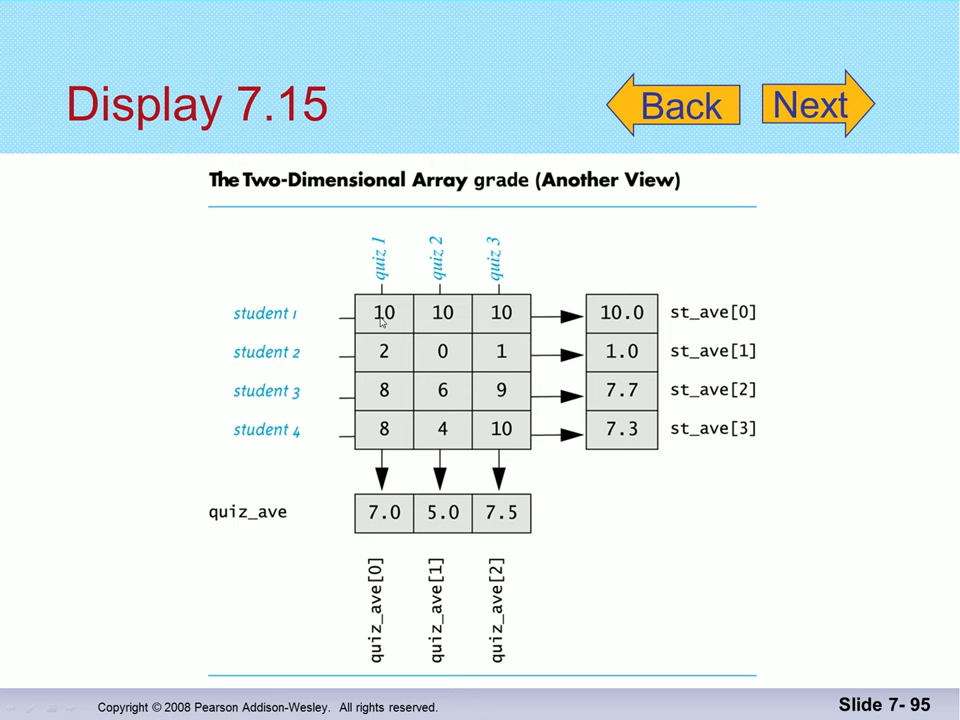 Display 7.15
Back
Next
The Two-Dimensional Array grade (Another View)
quiz 1 quiz 2 quiz 3
student 1 10 10 10 10.0 st_ave[0]
student 2 2 0 1 1.0 st_ave[1]
student 3 8 6 9 7.7 st_ave[2]
student 4 8 4 10 7.3 st_ave[3]
quiz_ave 7.0 5.0 7.5
quiz_ave[0] quiz_ave[1] quiz_ave[2]
Copyright © 2008 Pearson Addison-Wesley. All rights reserved.
Slide 7- 95